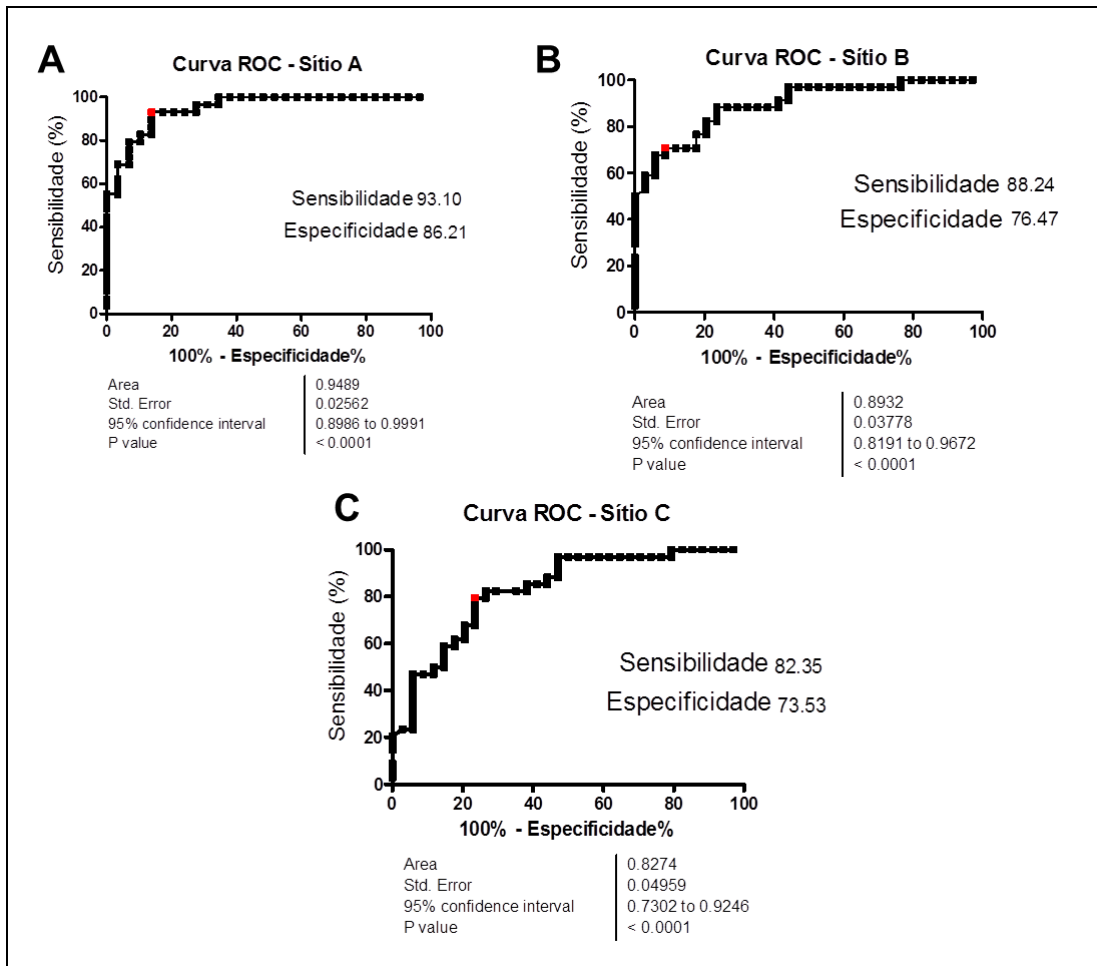 A
Curva ROC - Sítio A
Sensibilidade (%)
100
80
60
40
20
0
Sensibilidade 93.10
Especificidade 86.21
0 20 40 60 80 100
100% - Especificidade%
Area 0.9489
Std. Error 0.02562
95% confidence interval 0.8986 to 0.9991
P value < 0.0001
B
Curva ROC - Sítio B
Sensibilidade (%)
100
80
60
40
20
0
Sensibilidade 88.24
Especificidade 76.47
0 20 40 60 80 100
100% - Especificidade%
Area 0.8932
Std. Error 0.03778
95% confidence interval 0.8191 to 0.9672
P value < 0.0001
C
Curva ROC - Sítio C
Sensibilidade (%)
100
80
60
40
20
0
Sensibilidade 82.35
Especificidade 73.53
0 20 40 60 80 100
100% - Especificidade%
Area 0.8274
Std. Error 0.04959
95% confidence interval 0.7302 to 0.9246
P value < 0.0001